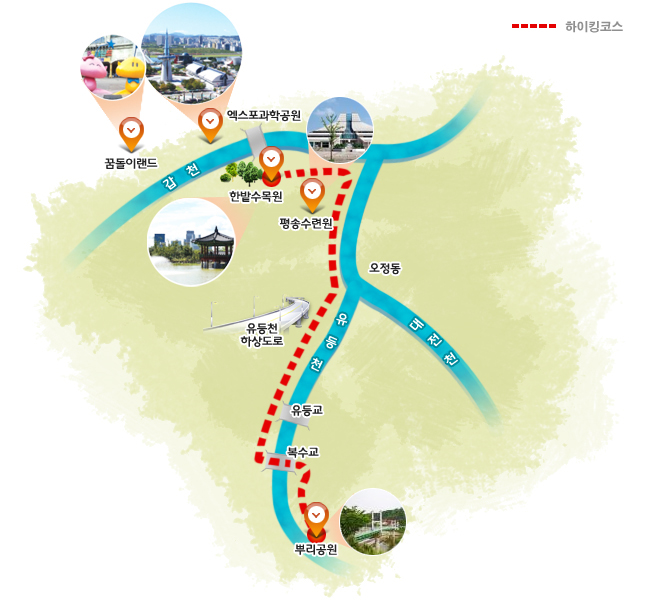 하이킹코스
엑스포과학공원
꿈돌이랜드
갑천
한밭수목원
평송수련원
오정동
유등천
하상도로
유등천
대전천
유등교
복수교
뿌리공원